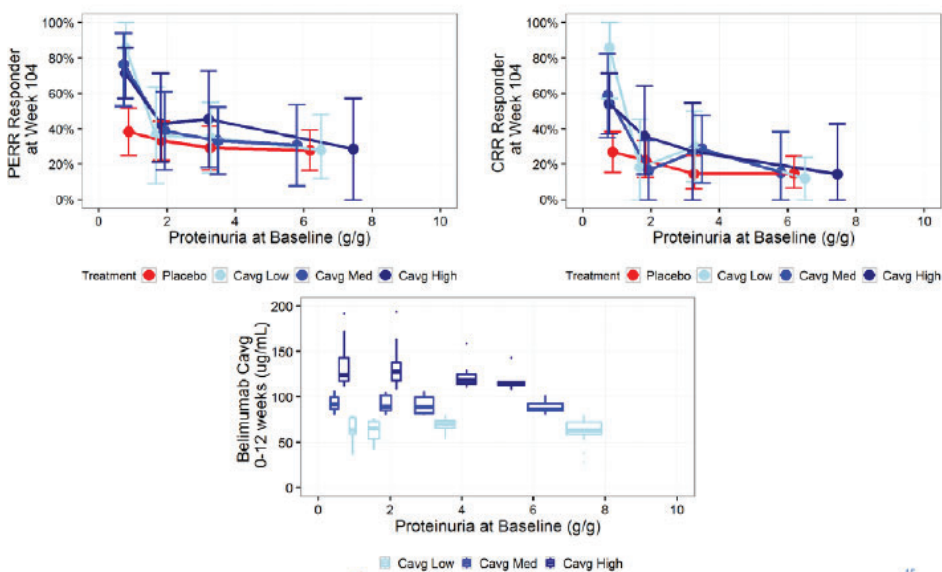 PERR Responder
at Week 104
100%
80%
60%
40%
20%
0%
0
2
4
6
8
10
Proteinuria at Baseline (g/g)
Treatment Placebo Cavg Low Cavg Med Cavg High
CRR Responder
at Week 104
100%
80%
60%
40%
20%
0%
0
2
4
6
8
10
Proteinuria at Baseline (g/g)
Treatment Placebo Cavg Low Cavg Med Cavg High
Belimumab Cavg
0-12 weeks (ug/mL)
200
150
100
50
0
0
2
4
6
8
10
Proteinuria at Baseline (g/g)
Cavg Low Cavg Med Cavg High